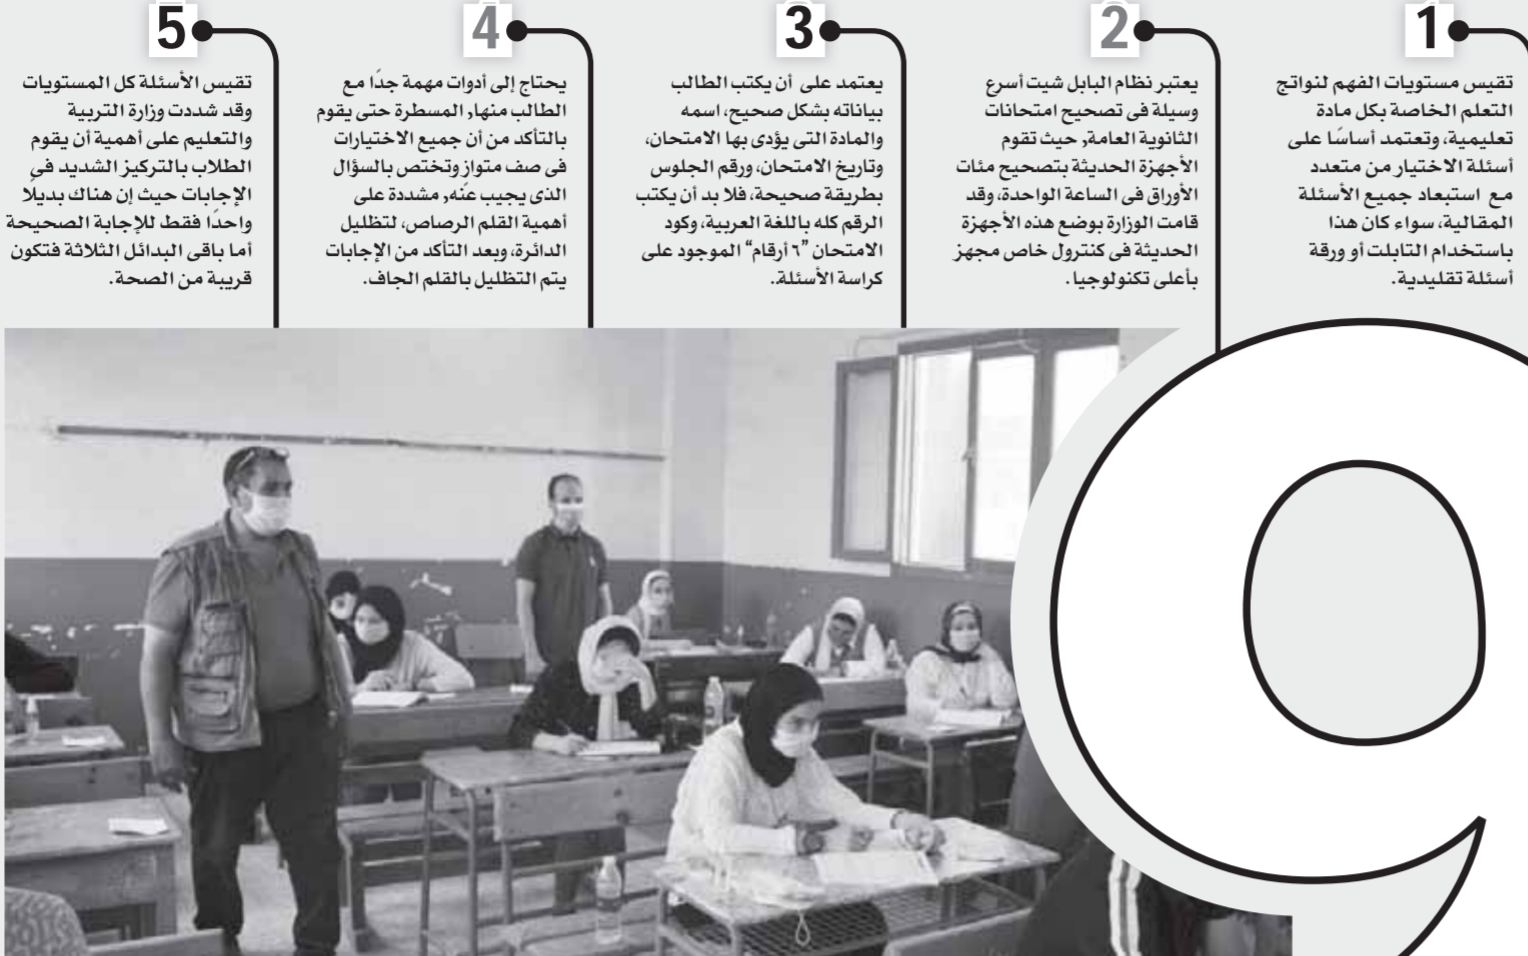 1
تقيس مستويات الفهم لنواتج
التعلم الخاصة بكل مادة
تعليمية، وتعتمد أساسًا على
أسئلة الاختيار من متعدد
مع استبعاد جميع الأسئلة
المقالية، سواء كان هذا
باستخدام التابلت أو ورقة
أسئلة تقليدية.
2
يعتبر نظام البابل شيت أسرع
وسيلة فى تصحيح امتحانات
الثانوية العامة, حيث تقوم
الأجهزة الحديثة بتصحيح مئات
الأوراق فى الساعة الواحدة، وقد
قامت الوزارة بوضع هذه الأجهزة
الحديثة فى كنترول خاص مجهز
بأعلى تكنولوجيا.
3
يعتمد على أن يكتب الطالب
بياناته بشكل صحيح، اسمه
والمادة التى يؤدى بها الامتحان،
وتاريخ الامتحان، ورقم الجلوس
بطريقة صحيحة، فلا بد أن يكتب
الرقم كله باللغة العربية، وكود
الامتحان "٦ أرقام" الموجود على
كراسة الأسئلة.
4
يحتاج إلى أدوات مهمة جدًا مع
الطالب منها, المسطرة حتى يقوم
بالتأكد من أن جميع الاختيارات
فى صف متواز وتختص بالسؤال
الذى يجيب عنه, مشددة على
أهمية القلم الرصاص، لتظليل
الدائرة، وبعد التأكد من الإجابات
يتم التظليل بالقلم الجاف.
5
تقيس الأسئلة كل المستويات
وقد شددت وزارة التربية
والتعليم على أهمية أن يقوم
الطلاب بالتركيز الشديد فى
الإجابات حيث إن هناك بديلًا
واحدًا فقط للإجابة الصحيحة
أما باقى البدائل الثلاثة فتكون
قريبة من الصحة.
9